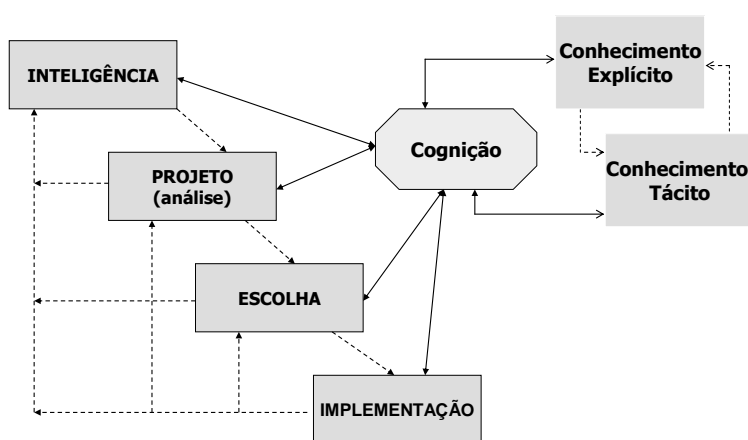 INTELIGÊNCIA
PROJETO
(análise)
ESCOLHA
IMPLEMENTAÇÃO
Cognição
Conhecimento
Explícito
Conhecimento
Tácito